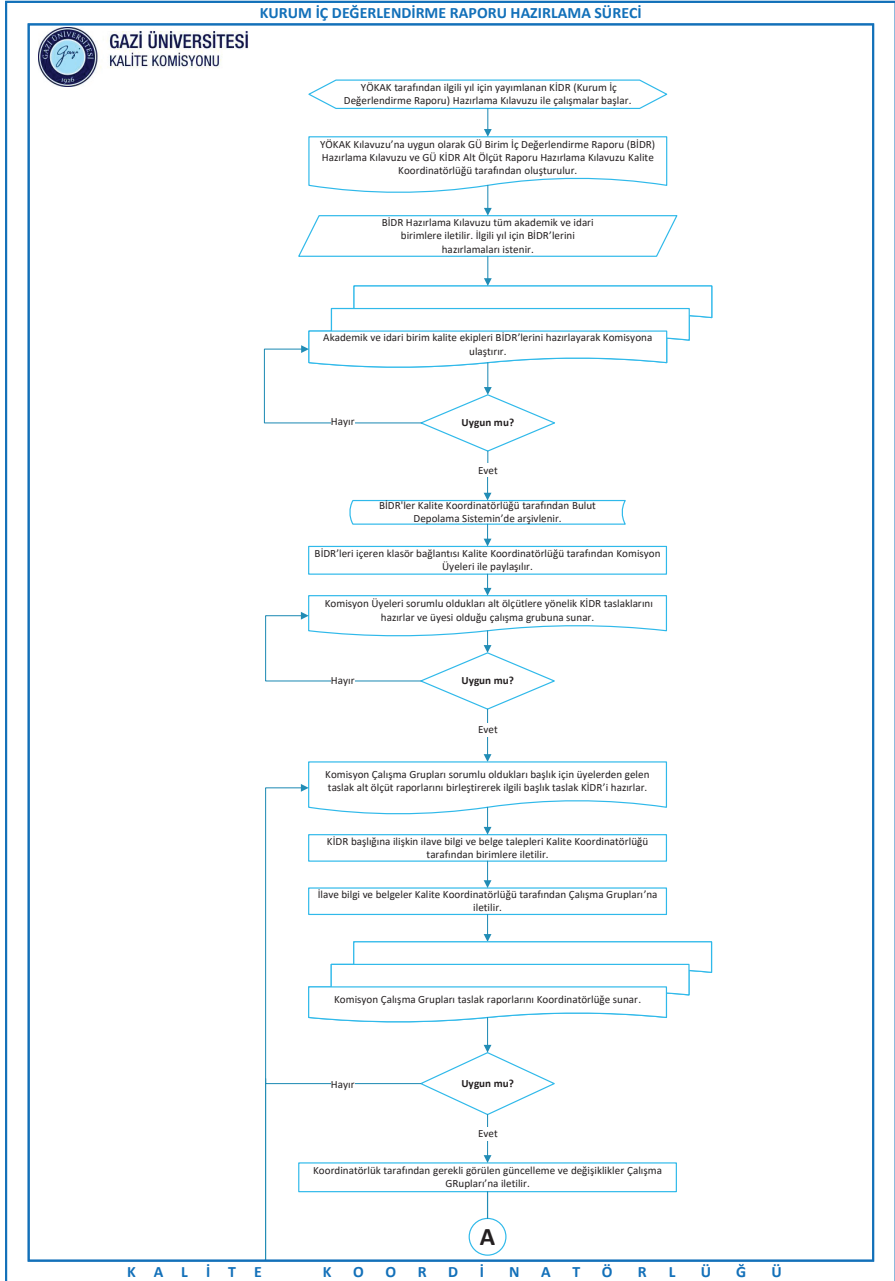 KURUM İÇ DEĞERLENDİRME RAPORU HAZIRLAMA SÜRECİ
GAZİ ÜNİVERSİTESİ
KALİTE KOMİSYONU
GAZİ ÜNİVERSİTESİ
Gazi
1926
YÖKAK tarafından ilgili yıl için yayımlanan KİDR (Kurum İç
Değerlendirme Raporu) Hazırlama Kılavuzu ile çalışmalar başlar.
YÖKAK Kılavuzu'na uygun olarak GÜ Birim İç Değerlendirme Raporu (BİDR)
Hazırlama Kılavuzu ve GÜ KİDR Alt Ölçüt Raporu Hazırlama Kılavuzu Kalite
Koordinatörlüğü tarafından oluşturulur.
BİDR Hazırlama Kılavuzu tüm akademik ve idari
birimlere iletilir. İlgili yıl için BİDR'lerini
hazırlamaları istenir.
Akademik ve idari birim kalite ekipleri BİDR'lerini hazırlayarak Komisyona
ulaştırır.
Hayır
Uygun mu?
Evet
BİDR'ler Kalite Koordinatörlüğü tarafından Bulut
Depolama Sistemin'de arşivlenir.
BİDR'leri içeren klasör bağlantısı Kalite Koordinatörlüğü tarafından Komisyon
Üyeleri ile paylaşılır.
Komisyon Üyeleri sorumlu oldukları alt ölçütlere yönelik KİDR taslaklarını
hazırlar ve üyesi olduğu çalışma grubuna sunar.
Hayır
Uygun mu?
Evet
Komisyon Çalışma Grupları sorumlu oldukları başlık için üyelerden gelen
taslak alt ölçüt raporlarını birleştirerek ilgili başlık taslak KİDR'i hazırlar.
KİDR başlığına ilişkin ilave bilgi ve belge talepleri Kalite Koordinatörlüğü
tarafından birimlere iletilir.
İlave bilgi ve belgeler Kalite Koordinatörlüğü tarafından Çalışma Grupları'na
iletilir.
Komisyon Çalışma Grupları taslak raporlarını Koordinatörlüğe sunar.
Hayır
Uygun mu?
Evet
Koordinatörlük tarafından gerekli görülen güncelleme ve değişiklikler Çalışma
GRupları'na iletilir.
A
KALİTE KOORDİNATÖRLÜĞÜ